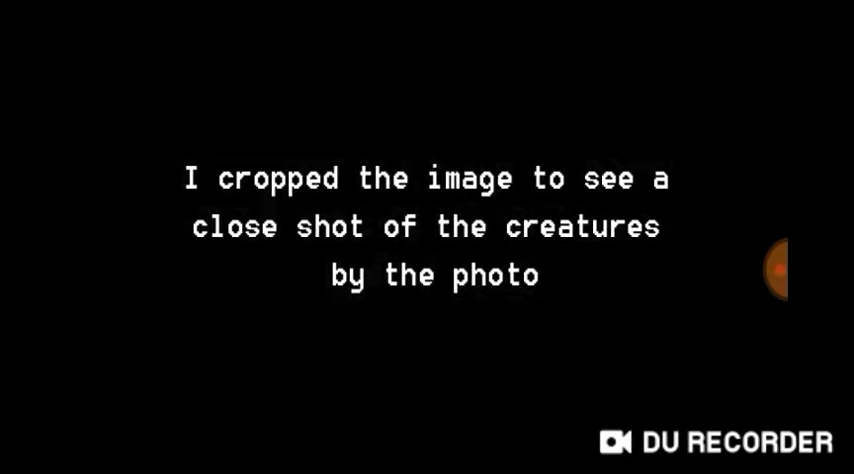 I cropped the image to see a
close shot of the creatures
by the photo
DU RECORDER